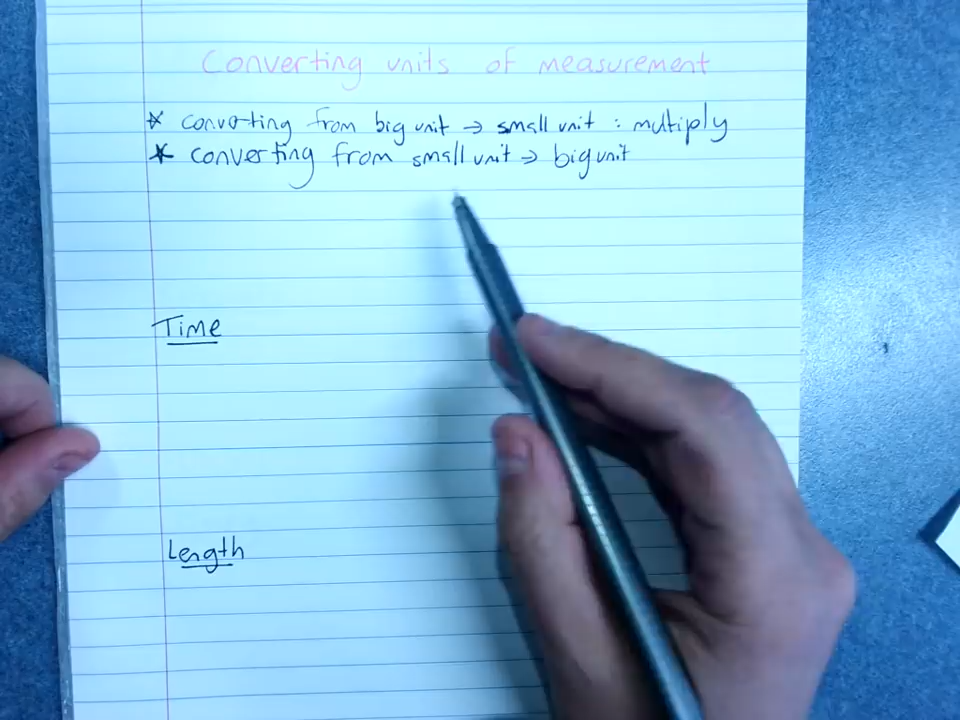 Converting units of measurement
* converting from big unit → small unit : multiply
* converting from small unit → big unit
Time
Length